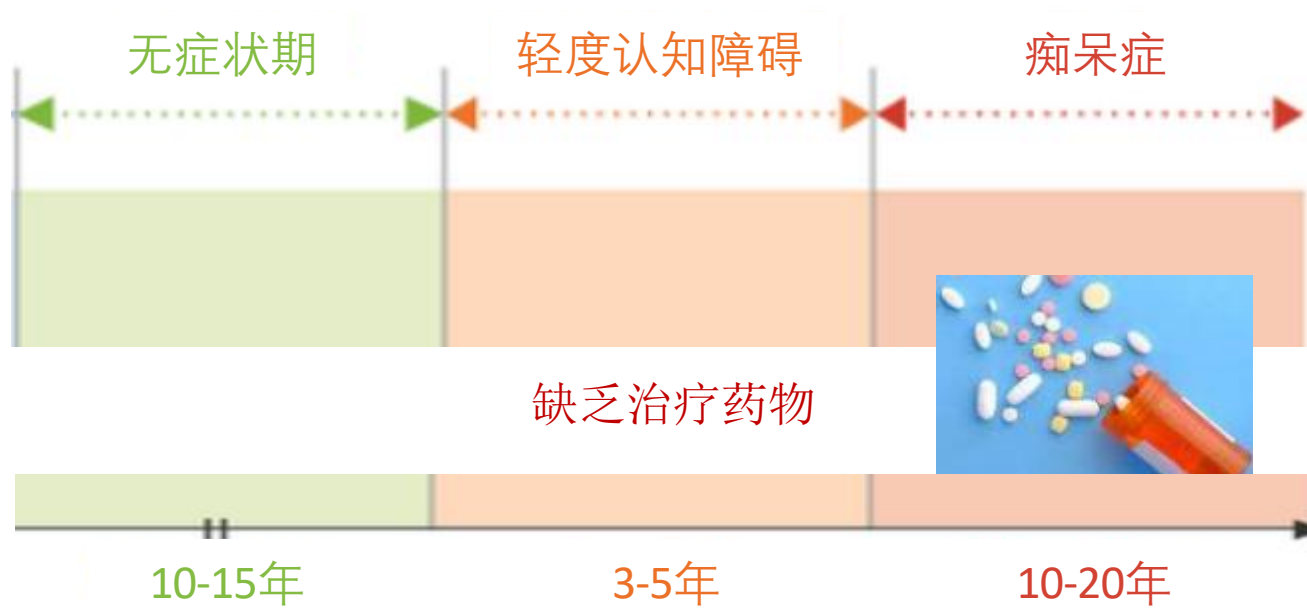 无症状期
轻度认知障碍
痴呆症
缺乏治疗药物
10-15年
3-5年
10-20年